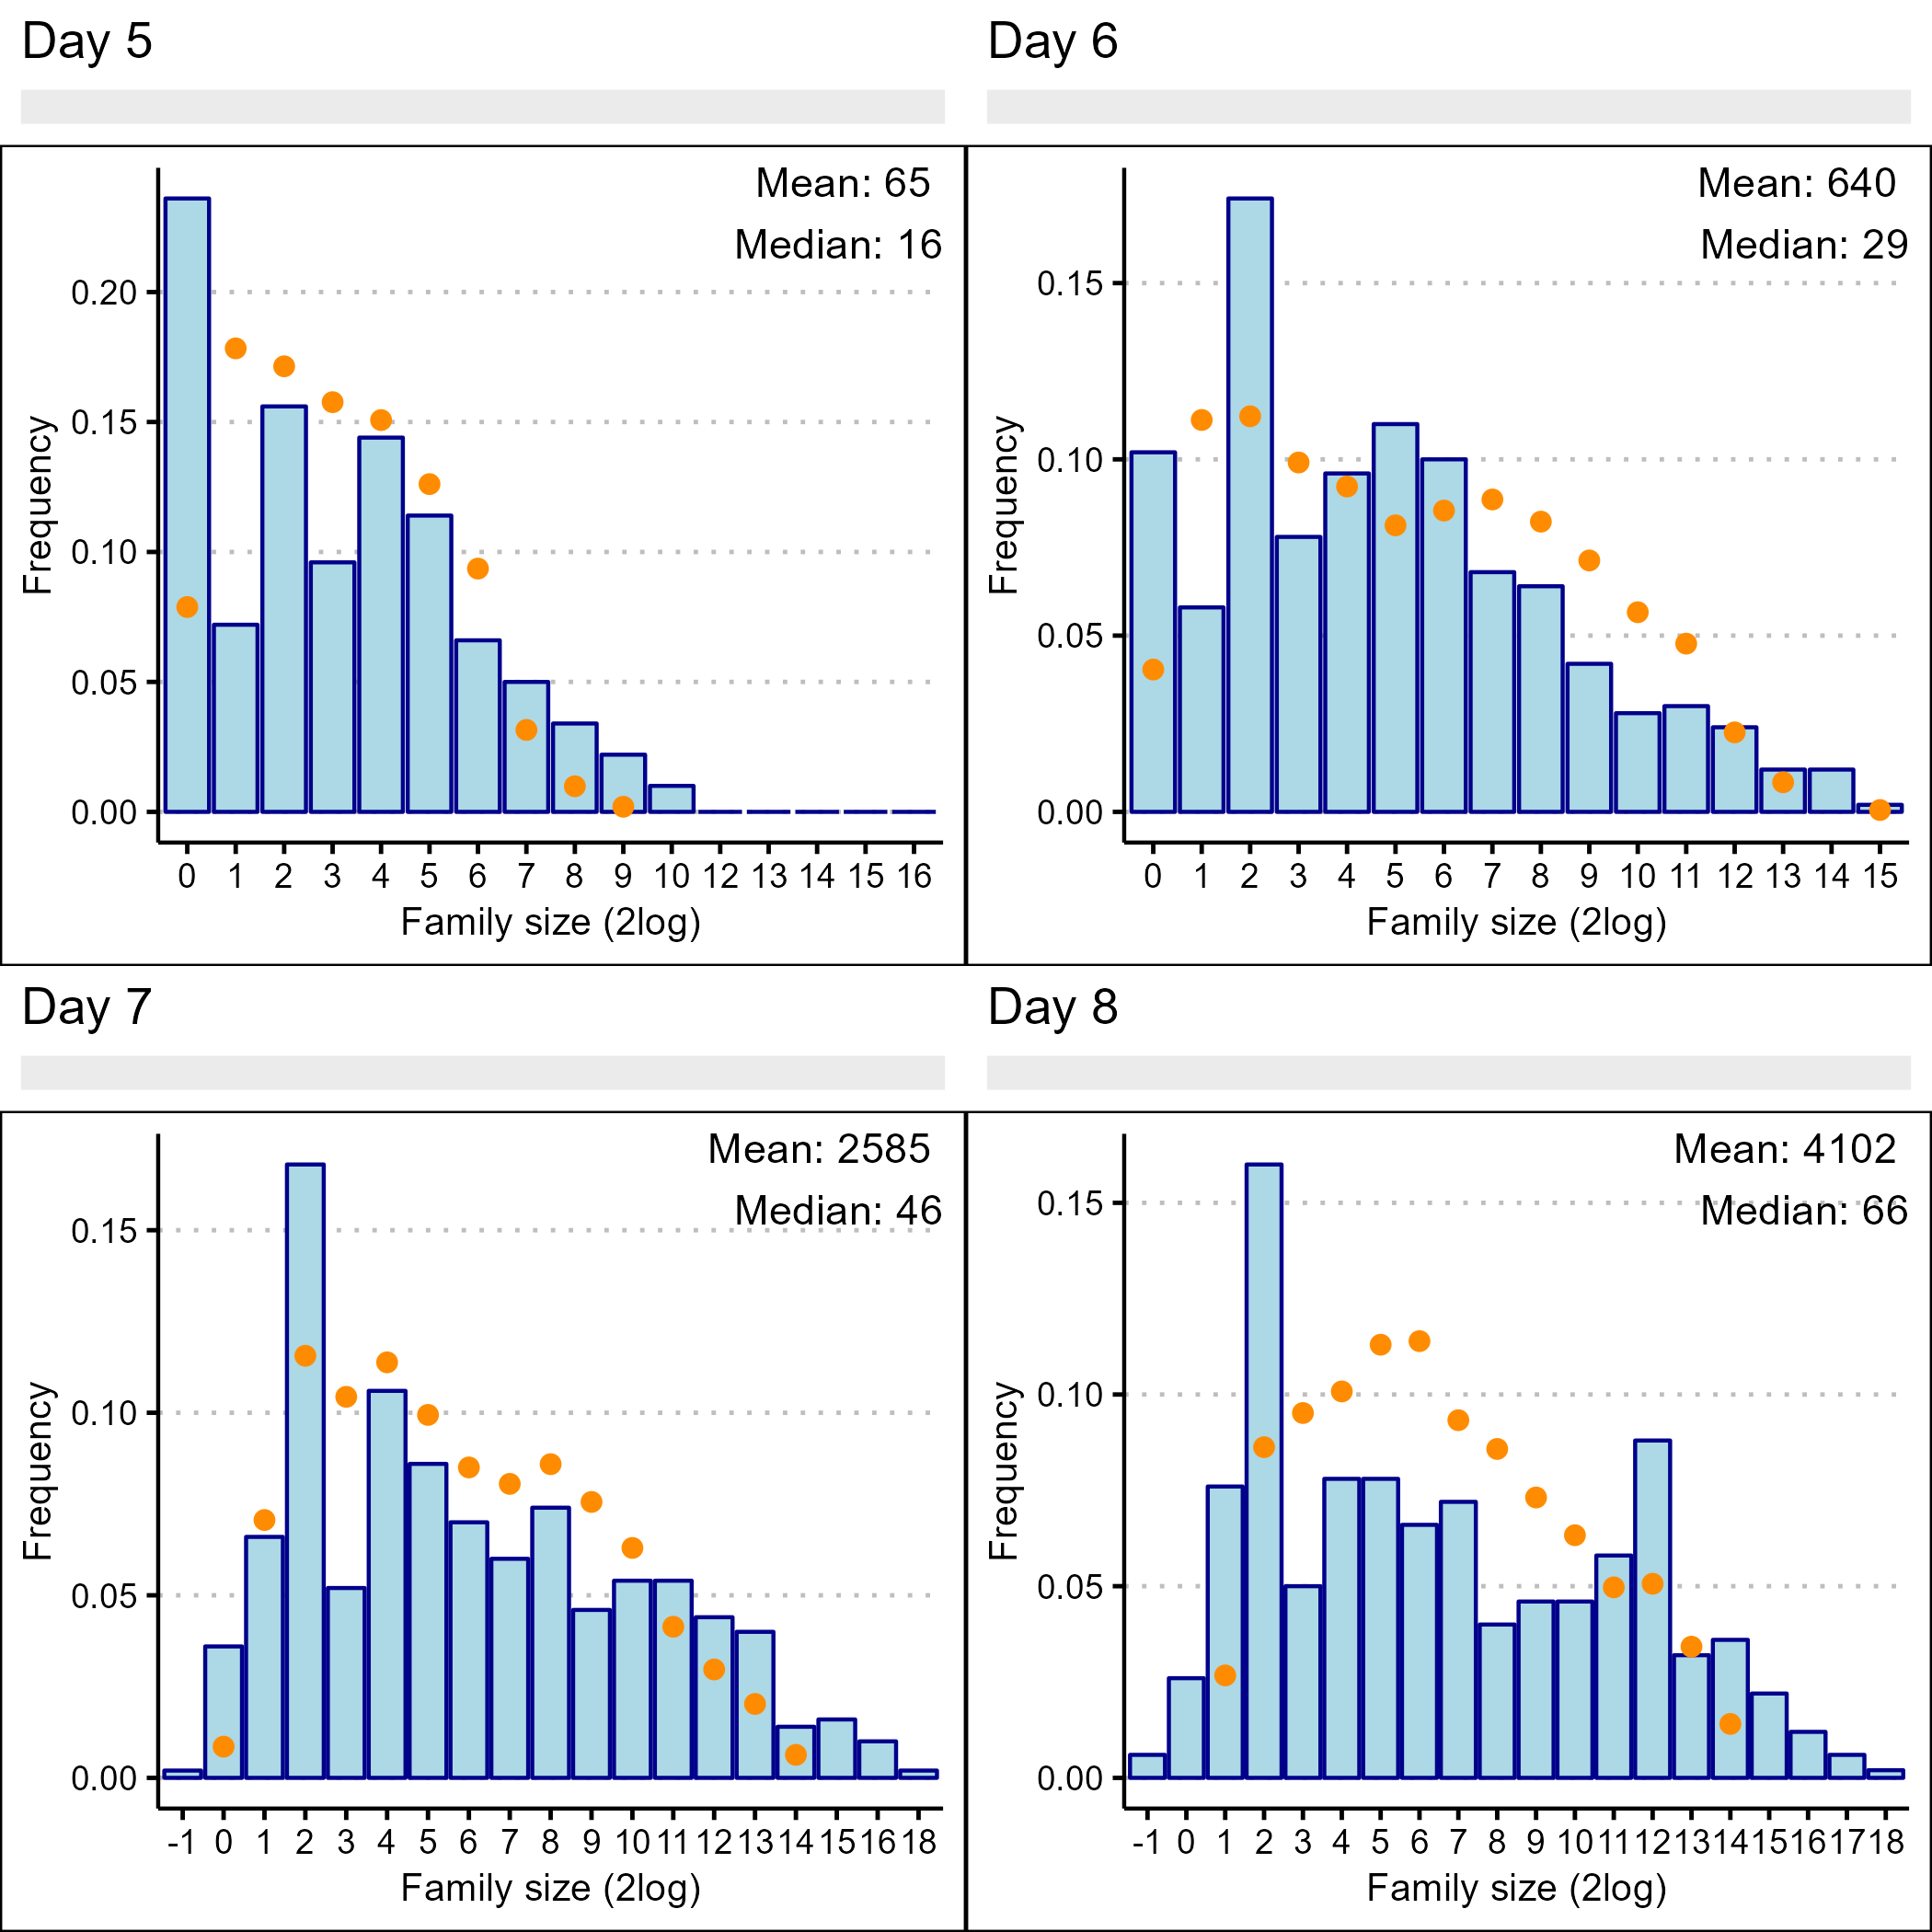 Day 5
Mean: 65
Median: 16
Frequency
0.20
0.15
0.10
0.05
0.00
0 1 2 3 4 5 6 7 8 9 10 12 13 14 15 16
Family size (2log)
Day 6
Mean: 640
Median: 29
Frequency
0.15
0.10
0.05
0.00
0 1 2 3 4 5 6 7 8 9 10 11 12 13 14 15
Family size (2log)
Day 7
Mean: 2585
Median: 46
Frequency
0.15
0.10
0.05
0.00
-1 0 1 2 3 4 5 6 7 8 9 10 11 12 13 14 15 16 18
Family size (2log)
Day 8
Mean: 4102
Median: 66
Frequency
0.15
0.10
0.05
0.00
-1 0 1 2 3 4 5 6 7 8 9 10 11 12 13 14 15 16 17 18
Family size (2log)